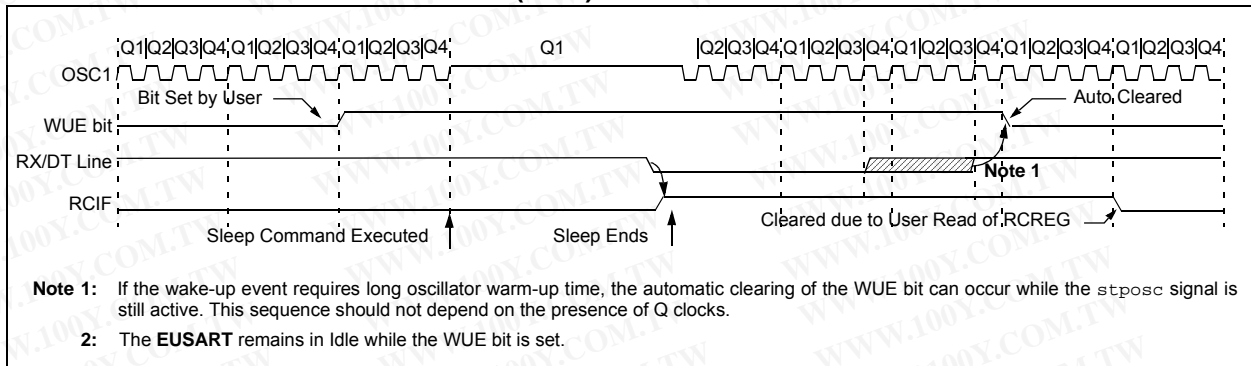 Q1|Q2|Q3|Q4 Q1|Q2|Q3|Q4 Q1|Q2|Q3|Q4 Q1 |Q2|Q3|Q4 Q1|Q2|Q3|Q4 Q1|Q2|Q3|Q4 Q1|Q2|Q3|Q4 Q1|Q2|Q3|Q4
OSC1
Bit Set by User Auto Cleared
WUE bit
RX/DT Line
Note 1
RCIF
Cleared due to User Read of RCREG
Sleep Command Executed Sleep Ends
Note 1: If the wake-up event requires long oscillator warm-up time, the automatic clearing of the WUE bit can occur while the stposc signal is
still active. This sequence should not depend on the presence of Q clocks.
2: The EUSART remains in Idle while the WUE bit is set.
WWW.100Y.COM.TW